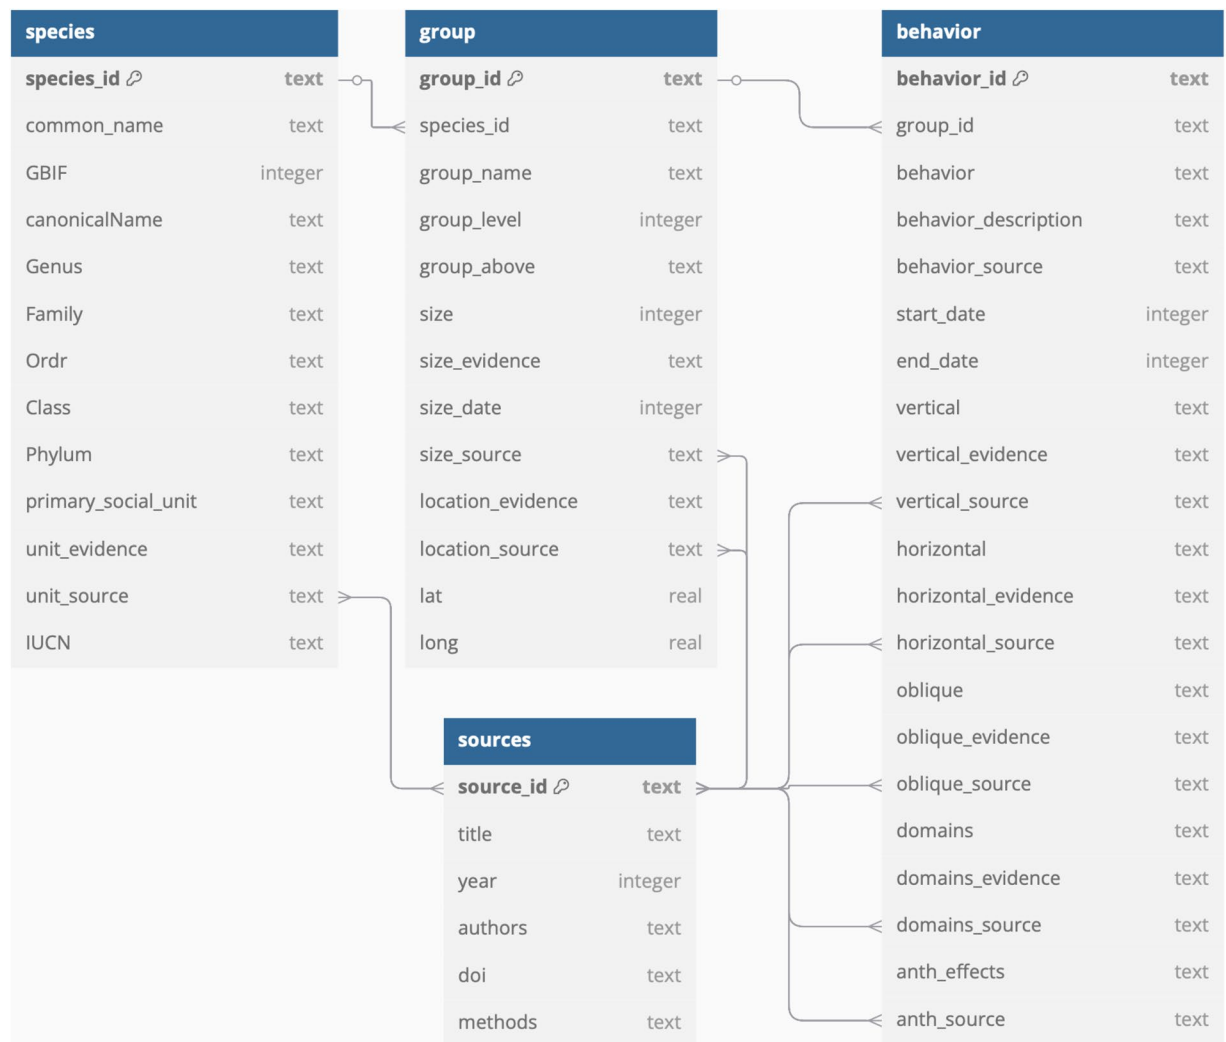 species
species_id text
common_name text
GBIF integer
canonicalName text
Genus text
Family text
Ordr text
Class text
Phylum text
primary_social_unit text
unit_evidence text
unit_source text
IUCN text
group
group_id text
species_id text
group_name text
group_level integer
group_above text
size integer
size_evidence text
size_date integer
size_source text
location_evidence text
location_source text
lat real
long real
sources
source_id text
title text
year integer
authors text
doi text
methods text
behavior
behavior_id text
group_id text
behavior text
behavior_description text
behavior_source text
start_date integer
end_date integer
vertical text
vertical_evidence text
vertical_source text
horizontal text
horizontal_evidence text
horizontal_source text
oblique text
oblique_evidence text
oblique_source text
domains text
domains_evidence text
domains_source text
anth_effects text
anth_source text